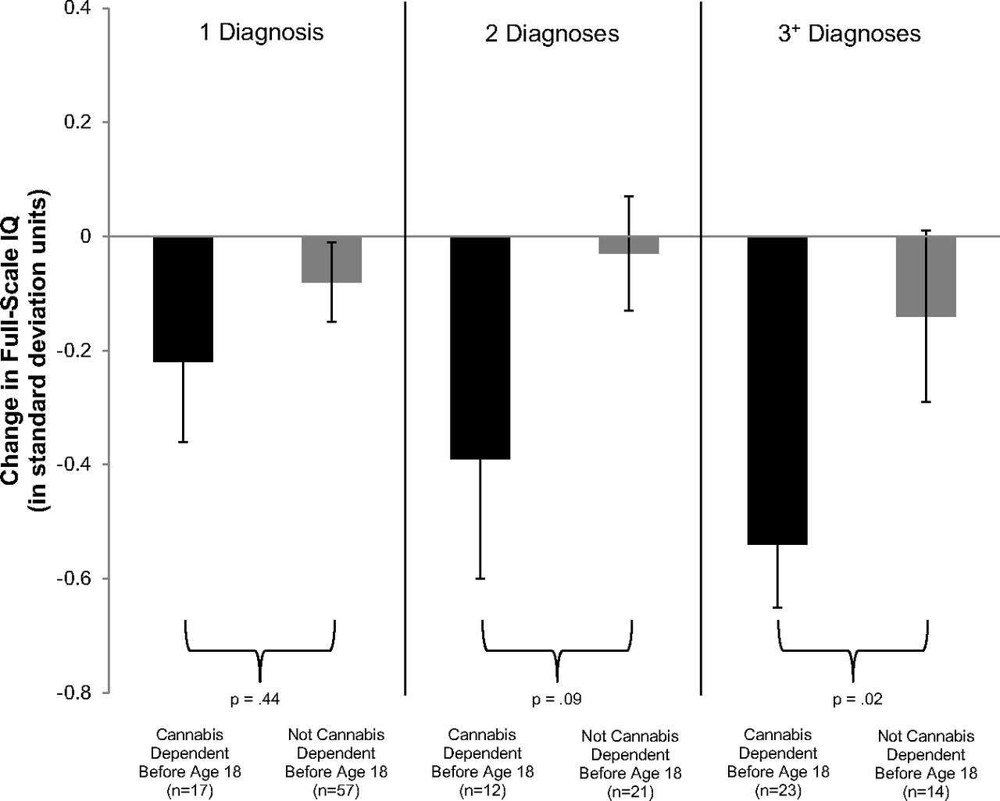 Change in Full-Scale IQ
(in standard deviation units)
0.4
0.2
0
-0.2
-0.4
-0.6
-0.8
1 Diagnosis
2 Diagnoses
3+ Diagnoses
p = .44
p = .09
p = .02
Cannabis
Dependent
Before Age 18
(n=17)
Not Cannabis
Dependent
Before Age 18
(n=57)
Cannabis
Dependent
Before Age 18
(n=12)
Not Cannabis
Dependent
Before Age 18
(n=21)
Cannabis
Dependent
Before Age 18
(n=23)
Not Cannabis
Dependent
Before Age 18
(n=14)